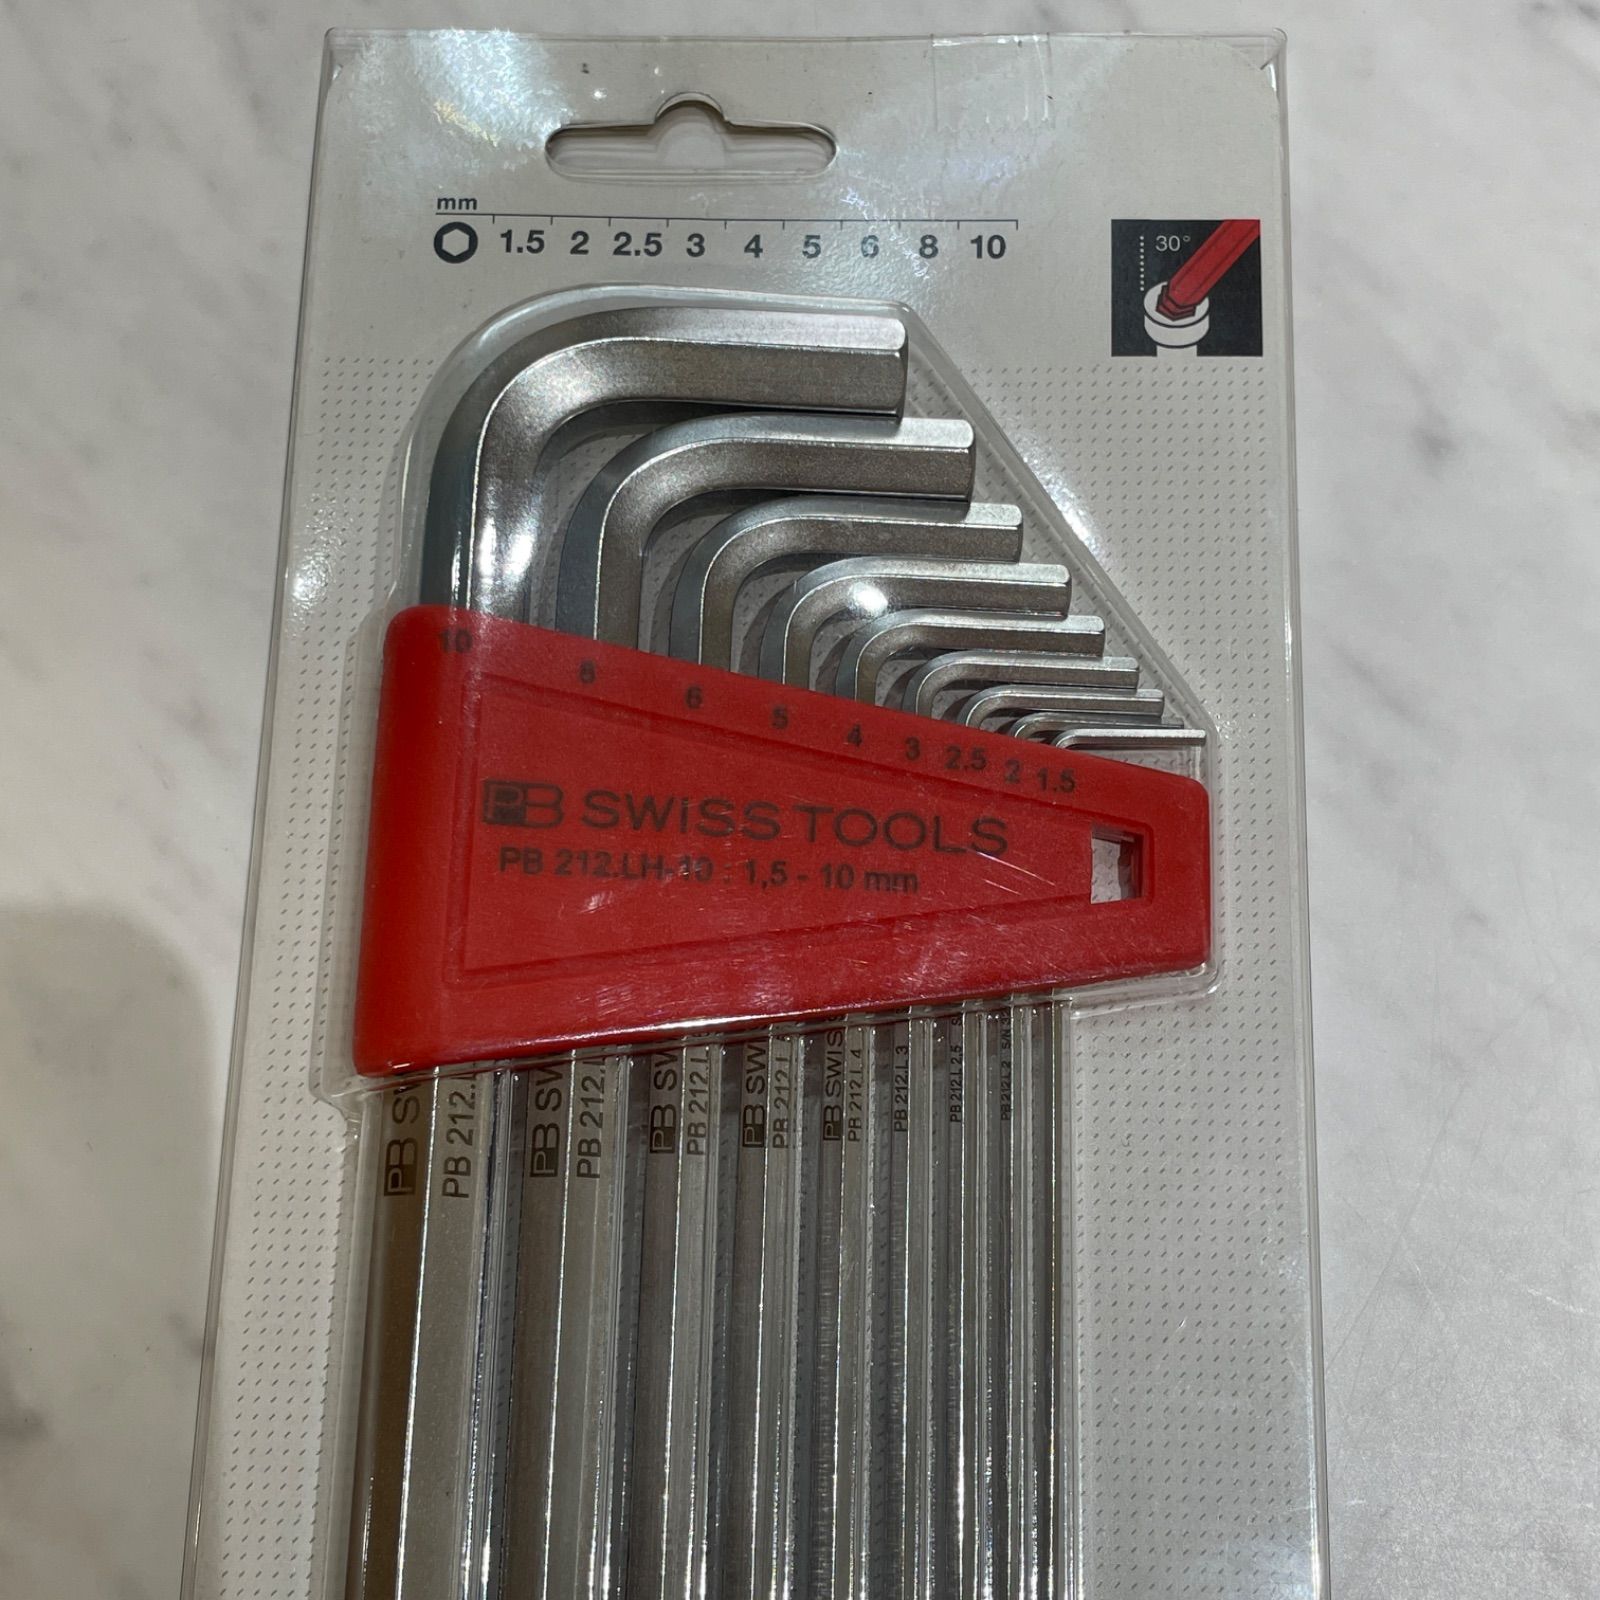 mm
1.5 2 2.5 3 4 5 6 8 10
30°
10 8 6 5 4 3 2.5 2 1.5
PB SWISS TOOLS
PB 212.LH-10 : 1,5 - 10 mm
PB SW
PB 212.L
PB SW
PB 212.L
PB SW
PB 212.L
PB SW
PB 212.L
PB SWIS
PB 212.L 4
PB 212.L 3
PB 212.L 2,5 S
PB 212.L 2 S/N